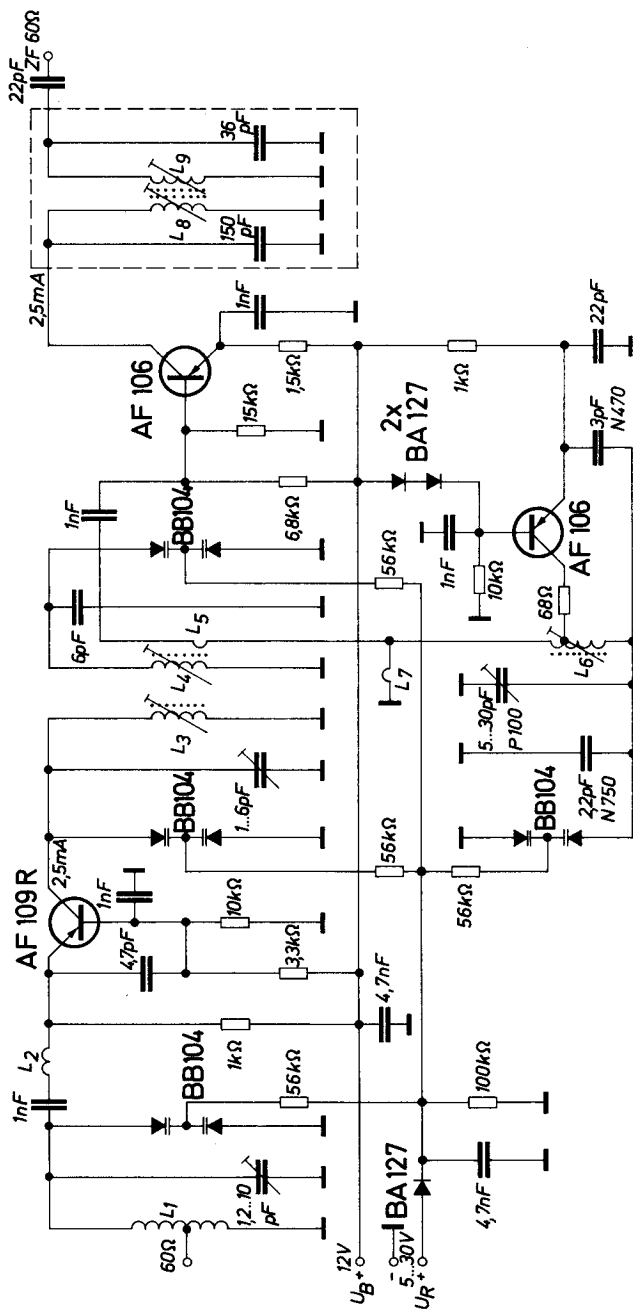 60Ω
L1
1,2...10
pF
1nF
L2
BB104
1kΩ
56kΩ
AF 109 R
2,5mA
4,7pF
1nF
10kΩ
3,3kΩ
4,7nF
BB104
1...6pF
L3
L4
L5
6pF
1nF
BB104
6,8kΩ
15kΩ
AF 106
2,5mA
1nF
1,5kΩ
150
pF
L8
L9
36
pF
22pF
ZF 60Ω
UB+
12V
-
5...30V
UR+
BA 127
4,7nF
100kΩ
56kΩ
56kΩ
56kΩ
L7
2x
BA 127
1nF
10kΩ
1kΩ
BB104
22pF
N750
5...30pF
P100
L6
68Ω
AF 106
3pF
N470
22pF